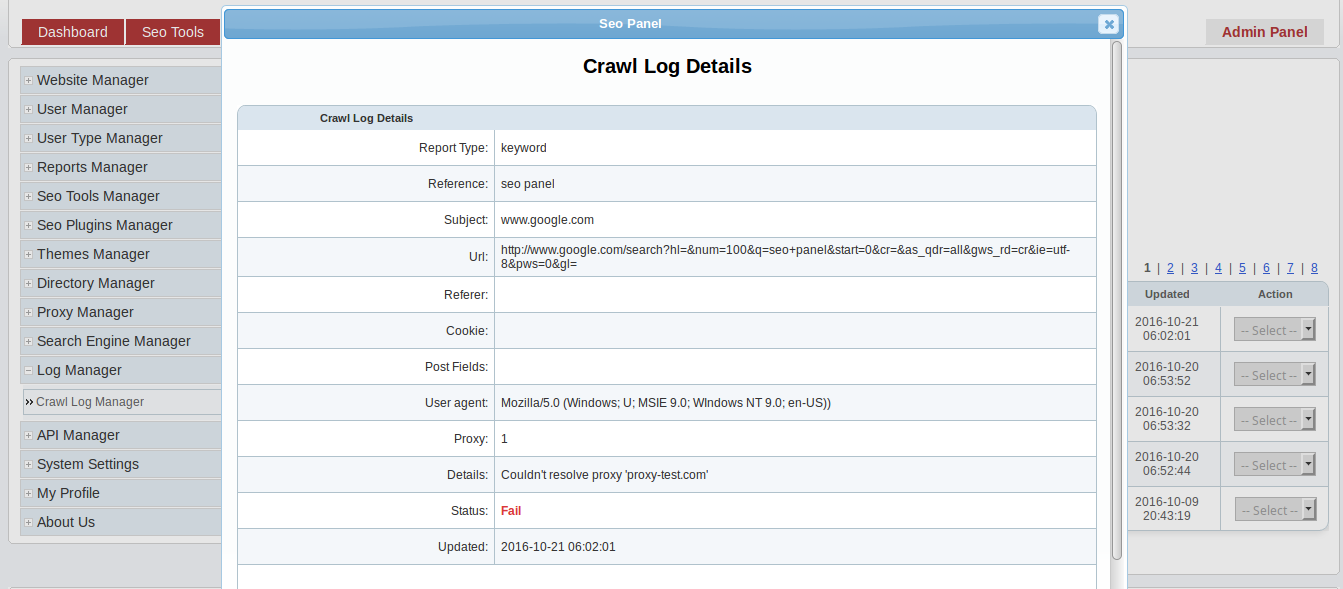 Seo Panel
Dashboard
Seo Tools
Admin Panel
Website Manager
User Manager
User Type Manager
Reports Manager
Seo Tools Manager
Seo Plugins Manager
Themes Manager
Directory Manager
Proxy Manager
Search Engine Manager
Log Manager
» Crawl Log Manager
API Manager
System Settings
My Profile
About Us
Crawl Log Details
Crawl Log Details
Report Type: keyword
Reference: seo panel
Subject: www.google.com
Url: http://www.google.com/search?hl=&num=100&q=seo+panel&start=0&cr=&as_qdr=all&gws_rd=cr&ie=utf-
8&pws=0&gl=
Referer:
Cookie:
Post Fields:
User agent: Mozilla/5.0 (Windows; U; MSIE 9.0; WIndows NT 9.0; en-US))
Proxy: 1
Details: Couldn't resolve proxy 'proxy-test.com'
Status: Fail
Updated: 2016-10-21 06:02:01
1 | 2 | 3 | 4 | 5 | 6 | 7 | 8
Updated Action
2016-10-21
06:02:01
-- Select --
2016-10-20
06:53:52
-- Select --
2016-10-20
06:53:32
-- Select --
2016-10-20
06:52:44
-- Select --
2016-10-09
20:43:19
-- Select --